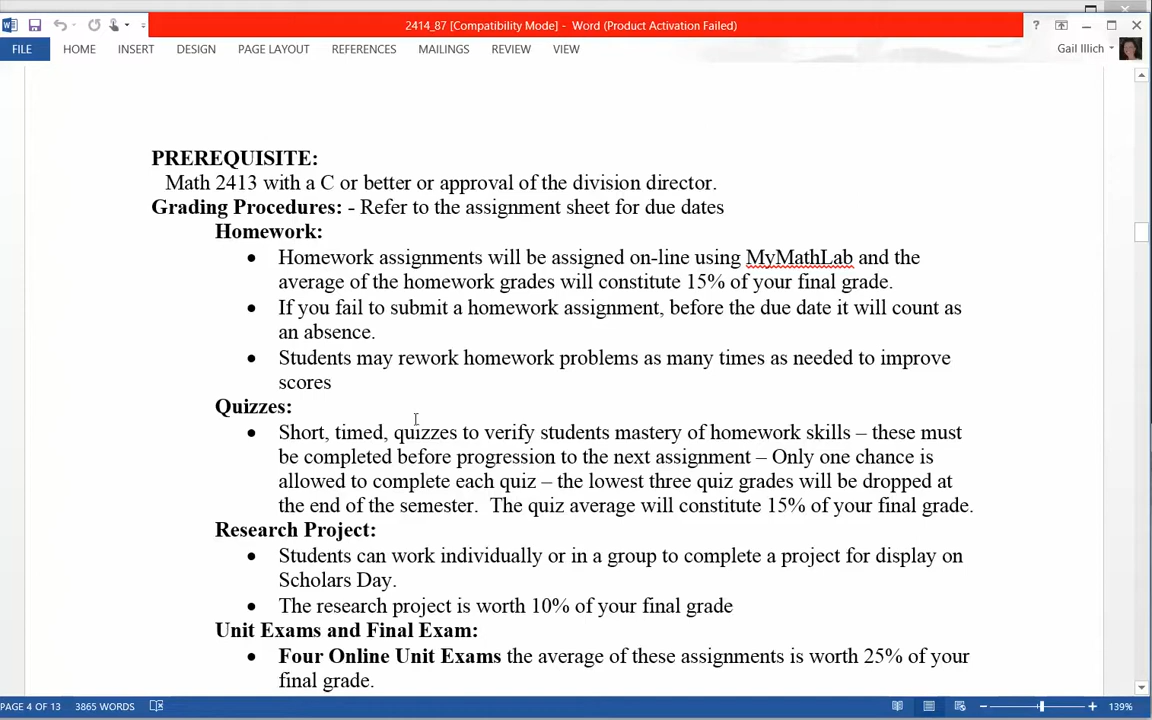 2414_87 [Compatibility Mode] - Word (Product Activation Failed)
?
FILE HOME INSERT DESIGN PAGE LAYOUT REFERENCES MAILINGS REVIEW VIEW Gail Illich
PREREQUISITE:
Math 2413 with a C or better or approval of the division director.
Grading Procedures: - Refer to the assignment sheet for due dates
Homework:
• Homework assignments will be assigned on-line using MyMathLab and the
average of the homework grades will constitute 15% of your final grade.
• If you fail to submit a homework assignment, before the due date it will count as
an absence.
• Students may rework homework problems as many times as needed to improve
scores
Quizzes:
• Short, timed, quizzes to verify students mastery of homework skills – these must
be completed before progression to the next assignment – Only one chance is
allowed to complete each quiz – the lowest three quiz grades will be dropped at
the end of the semester. The quiz average will constitute 15% of your final grade.
Research Project:
• Students can work individually or in a group to complete a project for display on
Scholars Day.
• The research project is worth 10% of your final grade
Unit Exams and Final Exam:
• Four Online Unit Exams the average of these assignments is worth 25% of your
final grade.
PAGE 4 OF 13 3865 WORDS 139%